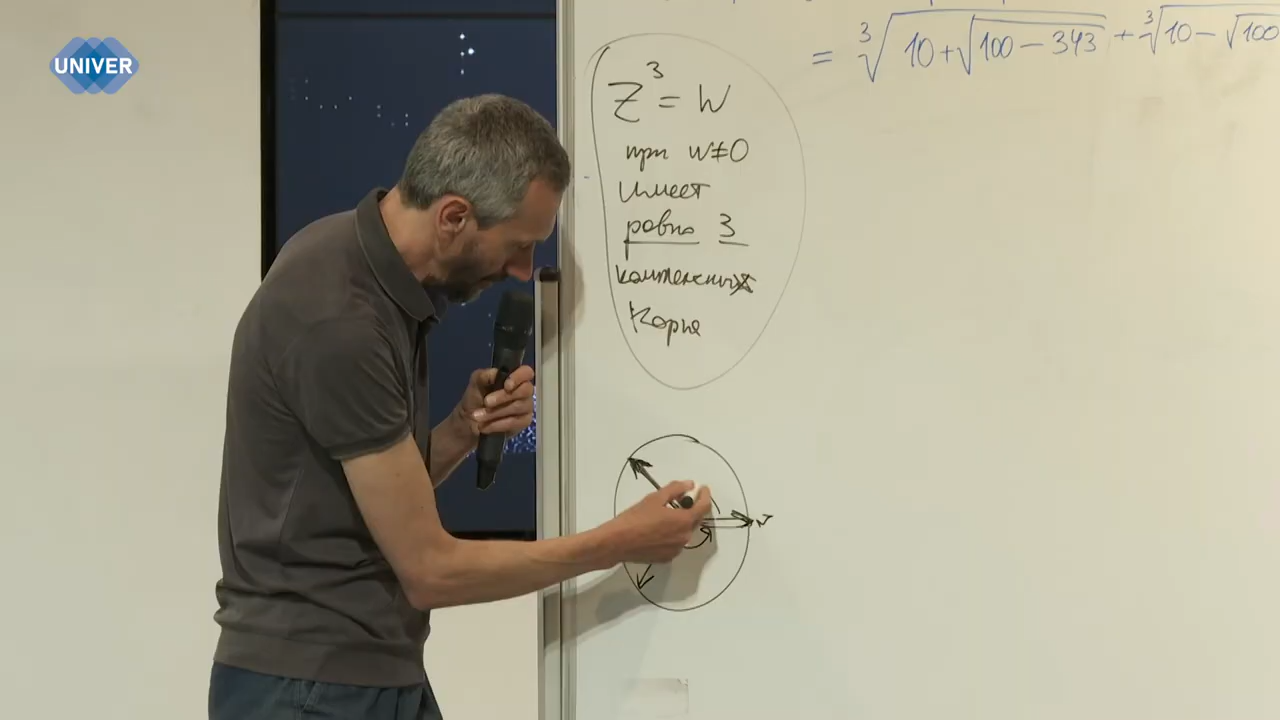 UNIVER
= ∛(10+√(100-343)) + ∛(10-√(100
Z³ = W
при w≠0
имеет
ровно 3
комплексных
корня
w